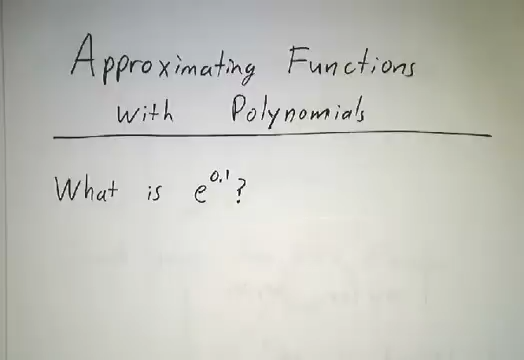 Approximating Functions
with Polynomials
What is e^0.1?